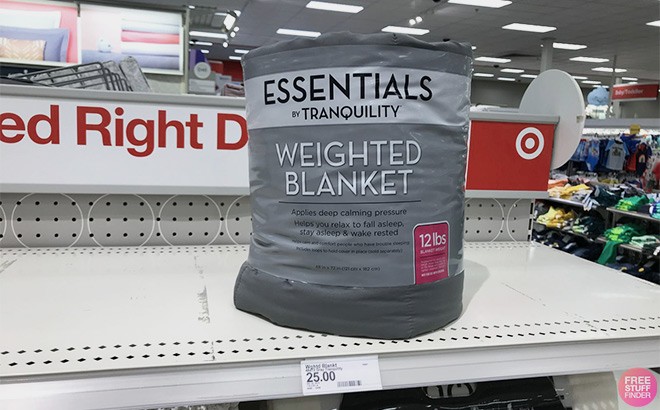 ed Right D
ESSENTIALS
BY TRANQUILITY
WEIGHTED
BLANKET
Applies deep calming pressure
Helps you relax to fall asleep,
stay asleep & wake rested
12 lbs
BLANKET WEIGHT
25.00
FREE
STUFF
FINDER